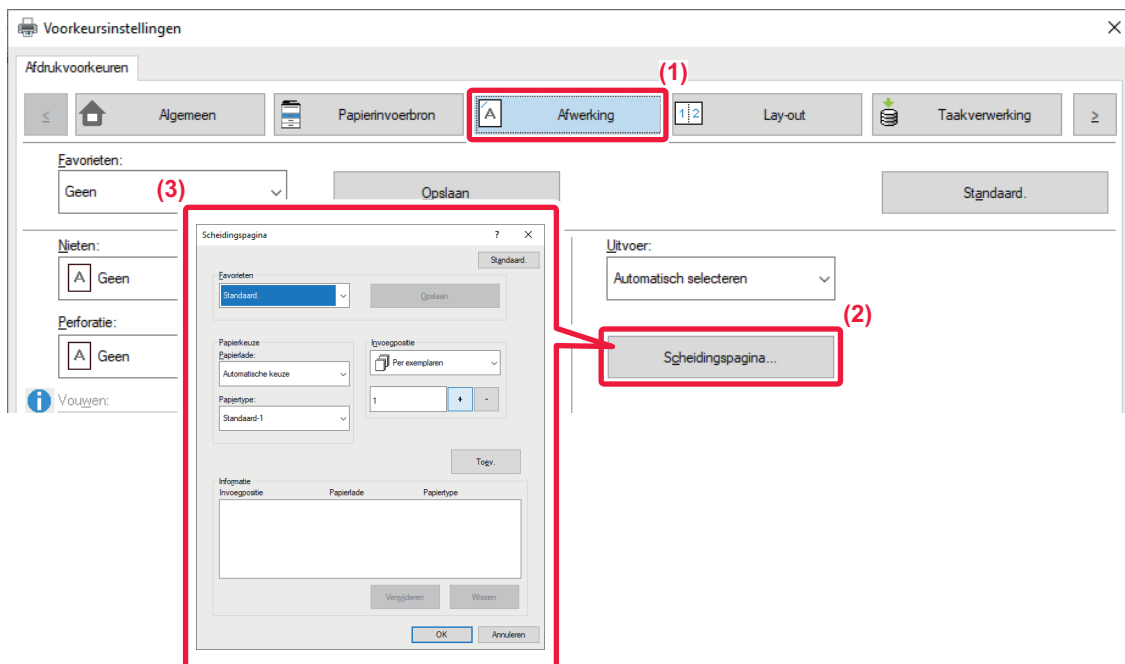 Voorkeursinstellingen
Afdrukvoorkeuren
(1)
≤ Algemeen Papierinvoerbron A Afwerking 1 2 Lay-out Taakverwerking ≥
Favorieten:
Geen Opslaan Standaard.
(3)
Nieten: Uitvoer:
A Geen Automatisch selecteren
Perforatie:
(2)
A Geen Scheidingspagina...
Vouwen:
Scheidingspagina ? ×
Standaard.
Favorieten
Standaard. Opslaan
Papierkeuze Invoegpositie
Papierlade: Per exemplaren
Automatische keuze
Papiertype: 1 + -
Standaard-1
Toev.
Informatie
Invoegpositie Papierlade Papiertype
Verwijderen Wissen
OK Annuleren